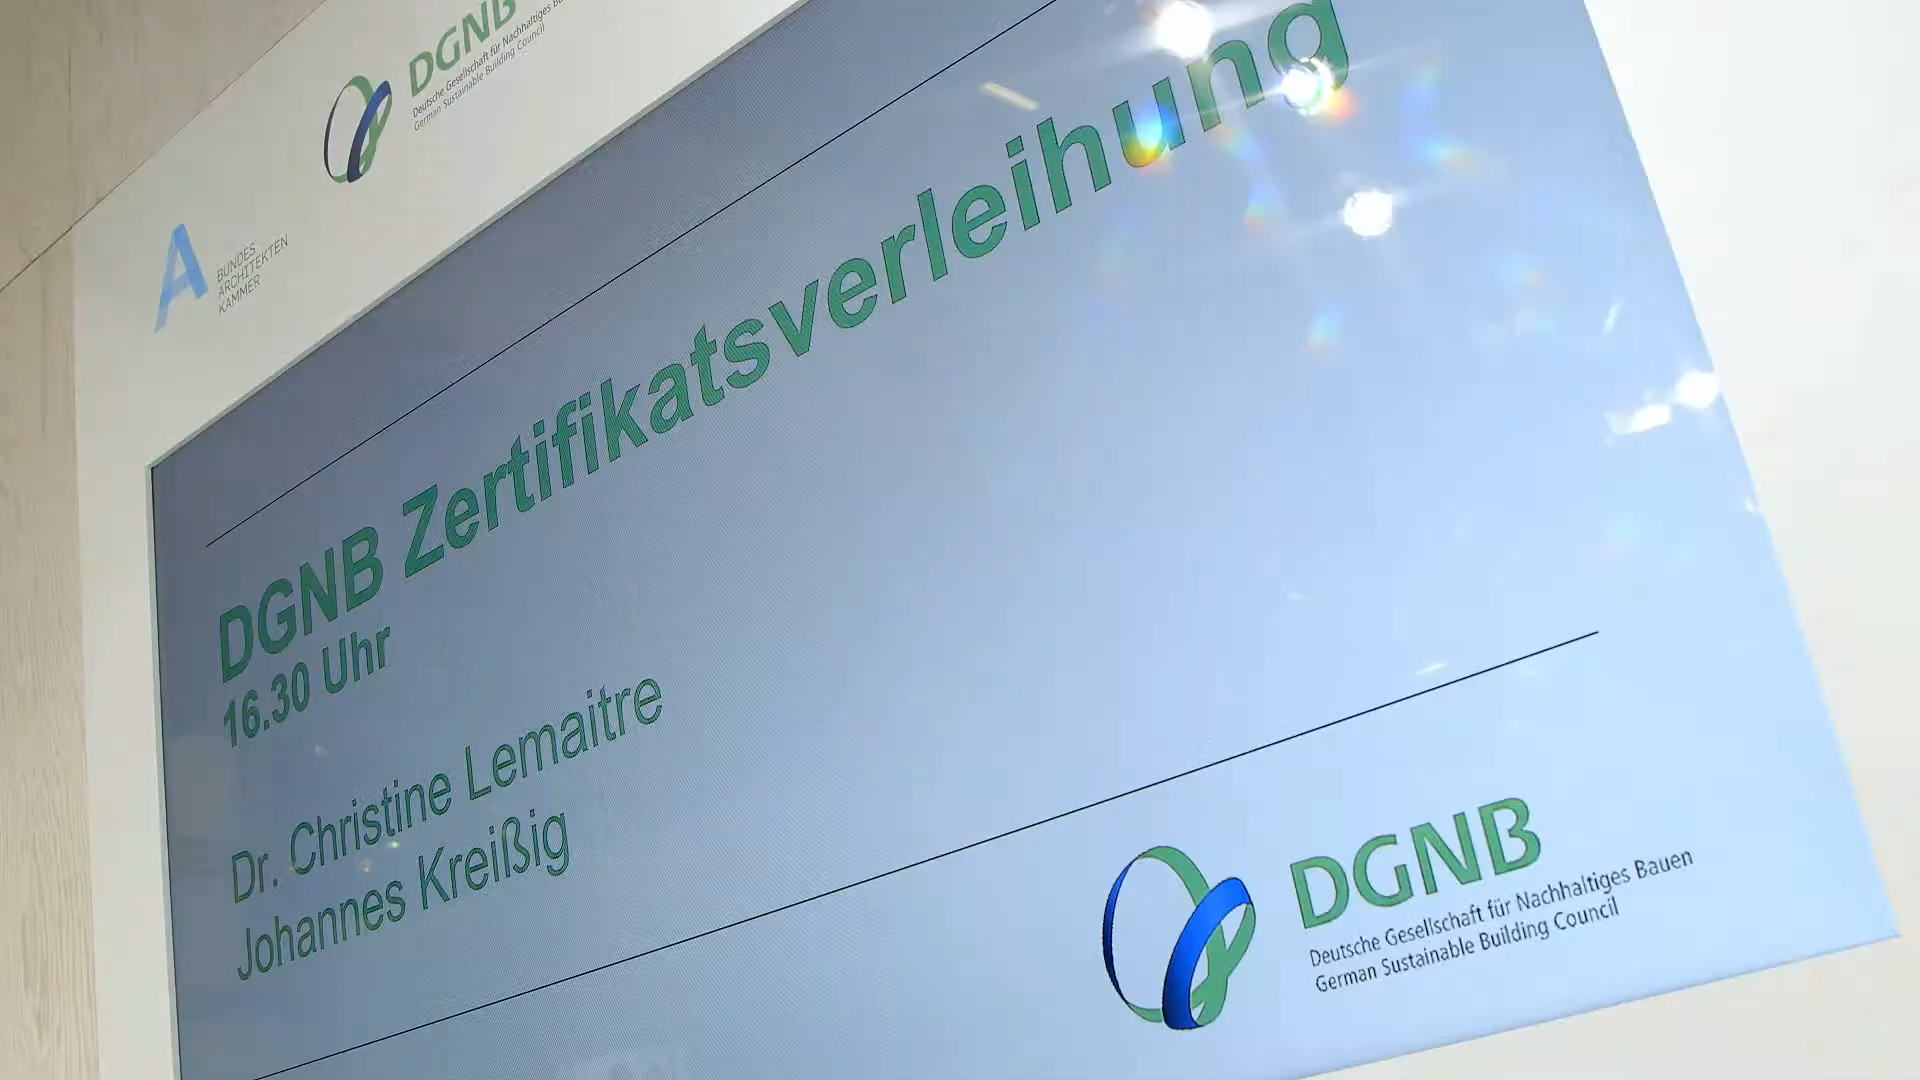 DGNB
Deutsche Gesellschaft für Nachhaltiges
German Sustainable Building Council
A
BUNDES
ARCHITEKTEN
KAMMER
DGNB Zertifikatsverleihung
16.30 Uhr
Dr. Christine Lemaitre
Johannes Kreißig
DGNB
Deutsche Gesellschaft für Nachhaltiges Bauen
German Sustainable Building Council